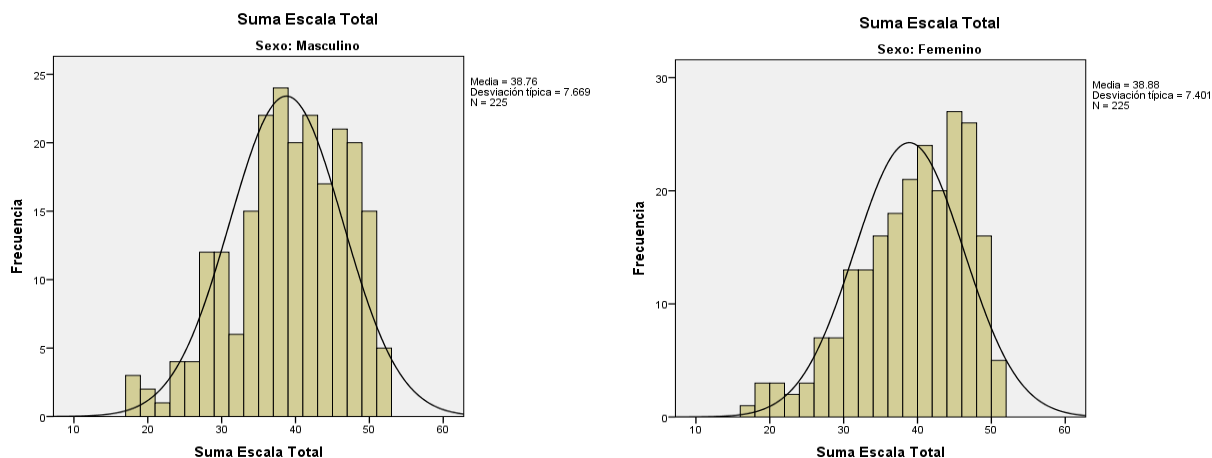 Suma Escala Total
Sexo: Masculino
Media = 38.76
Desviación típica = 7.669
N = 225
Frecuencia
25
20
15
10
5
0
10 20 30 40 50 60
Suma Escala Total
Suma Escala Total
Sexo: Femenino
Media = 38.88
Desviación típica = 7.401
N = 225
Frecuencia
30
20
10
0
10 20 30 40 50 60
Suma Escala Total